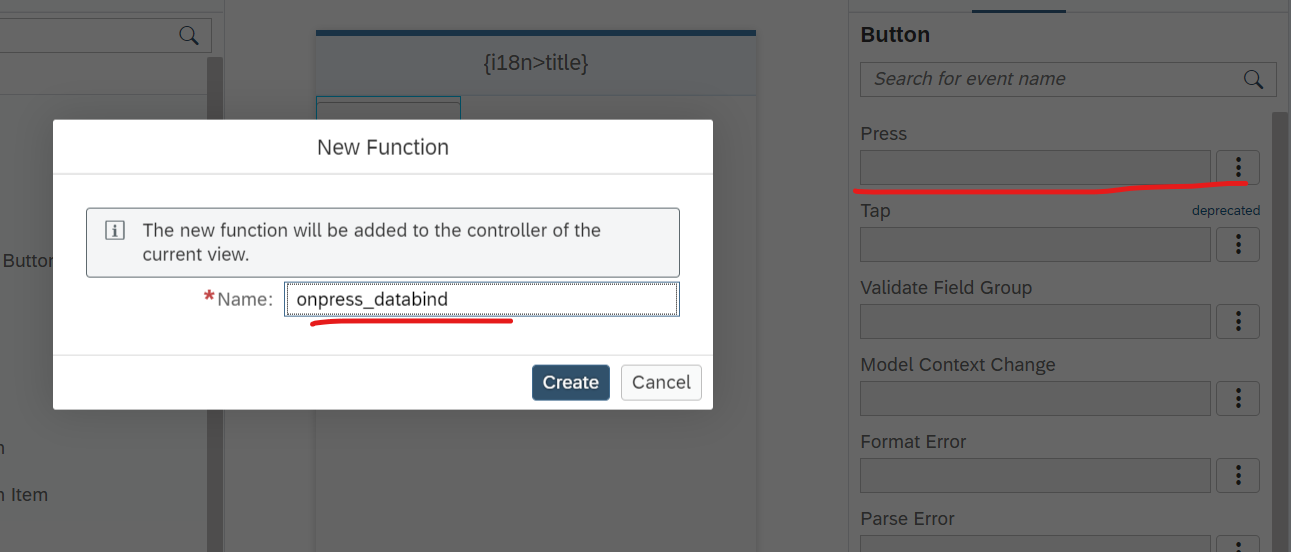 {i18n>title}
Button
Search for event name
Press
New Function
The new function will be added to the controller of the
current view.
*Name: onpress_databind
Create Cancel
Tap deprecated
Validate Field Group
Model Context Change
Format Error
Parse Error
Button
Item